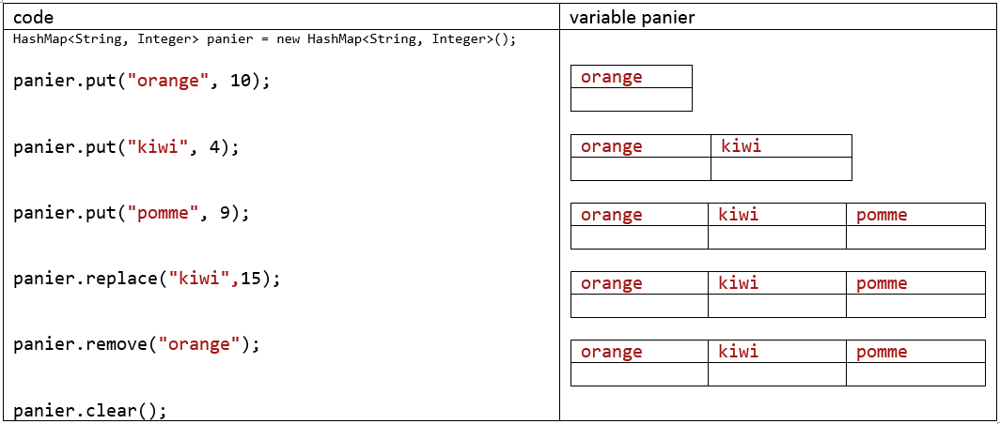 code variable panier
HashMap<String, Integer> panier = new HashMap<String, Integer>();
panier.put("orange", 10);
orange
panier.put("kiwi", 4);
orange kiwi
panier.put("pomme", 9);
orange kiwi pomme
panier.replace("kiwi",15);
orange kiwi pomme
panier.remove("orange");
orange kiwi pomme
panier.clear();